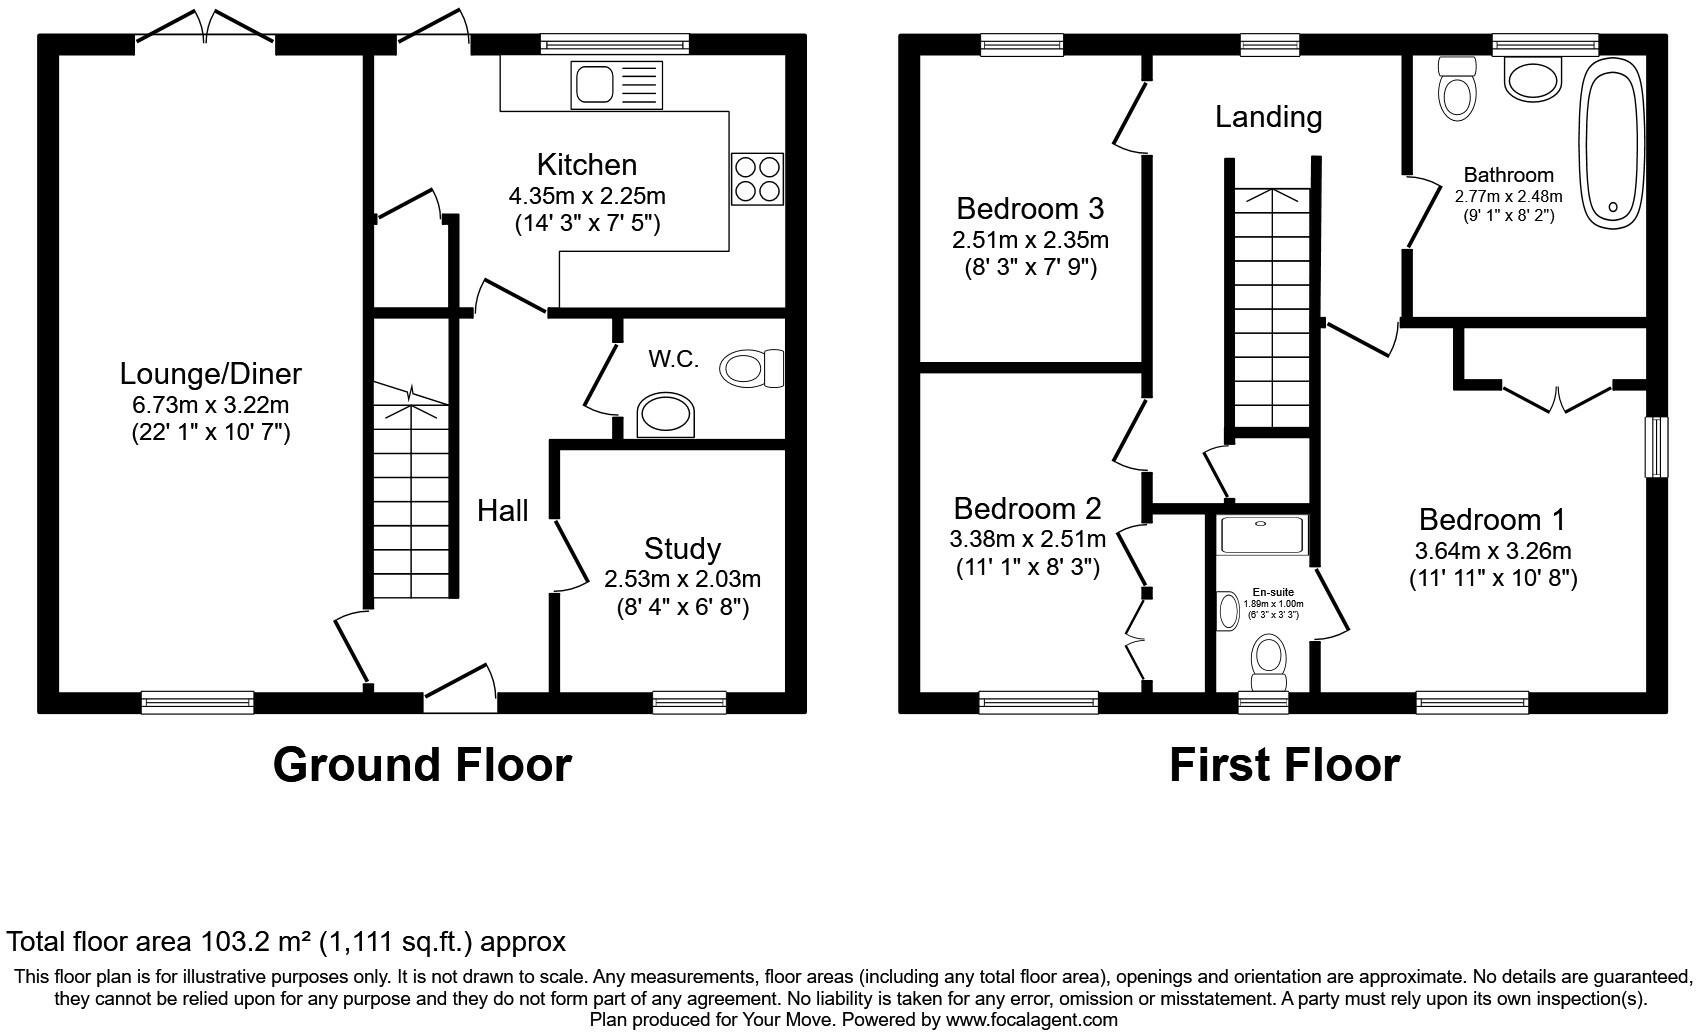 Kitchen
4.35m x 2.25m
(14' 3" x 7' 5")
Lounge/Diner
6.73m x 3.22m
(22' 1" x 10' 7")
W.C.
Hall
Study
2.53m x 2.03m
(8' 4" x 6' 8")
Ground Floor
Landing
Bathroom
2.77m x 2.48m
(9' 1" x 8' 2")
Bedroom 3
2.51m x 2.35m
(8' 3" x 7' 9")
Bedroom 2
3.38m x 2.51m
(11' 1" x 8' 3")
Bedroom 1
3.64m x 3.26m
(11' 11" x 10' 8")
En-suite
1.89m x 1.00m
(6' 3" x 3' 3")
First Floor
Total floor area 103.2 m² (1,111 sq.ft.) approx
This floor plan is for illustrative purposes only. It is not drawn to scale. Any measurements, floor areas (including any total floor area), openings and orientation are approximate. No details are guaranteed,
they cannot be relied upon for any purpose and they do not form part of any agreement. No liability is taken for any error, omission or misstatement. A party must rely upon its own inspection(s).
Plan produced for Your Move. Powered by www.focalagent.com